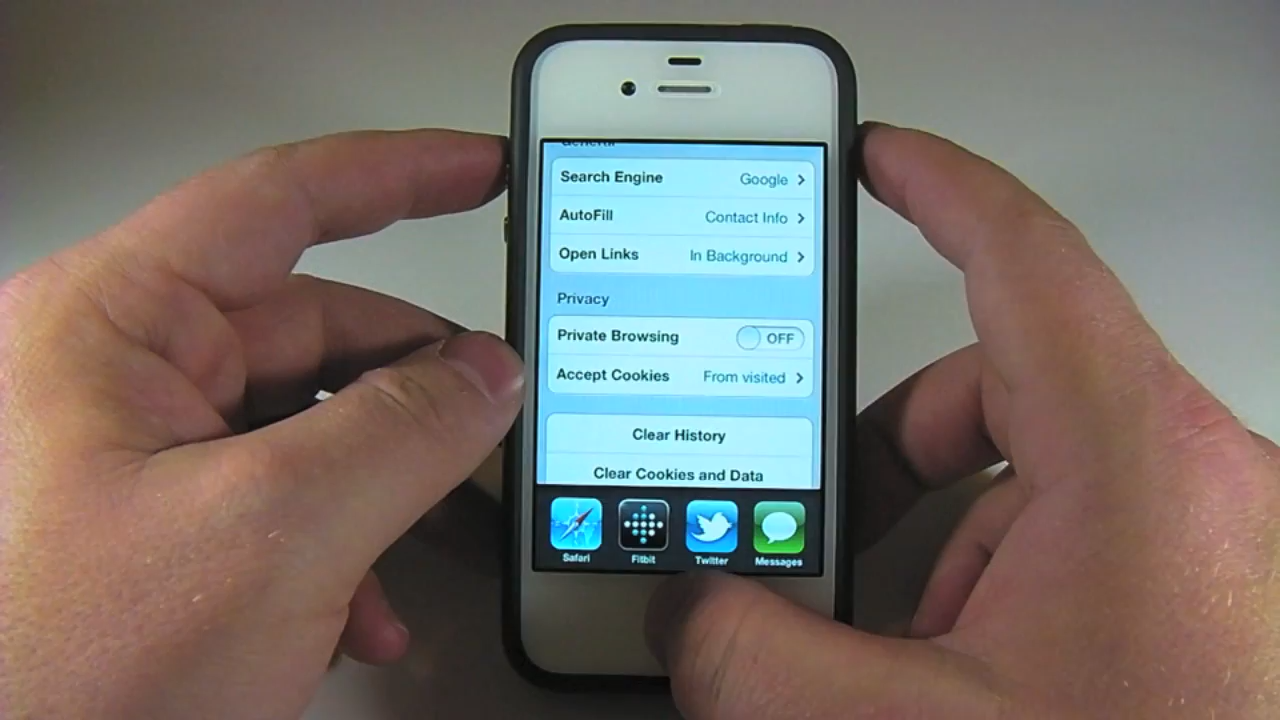 General
Search Engine Google
AutoFill Contact Info
Open Links In Background
Privacy
Private Browsing OFF
Accept Cookies From visited
Clear History
Clear Cookies and Data
Safari Fitbit Twitter Messages